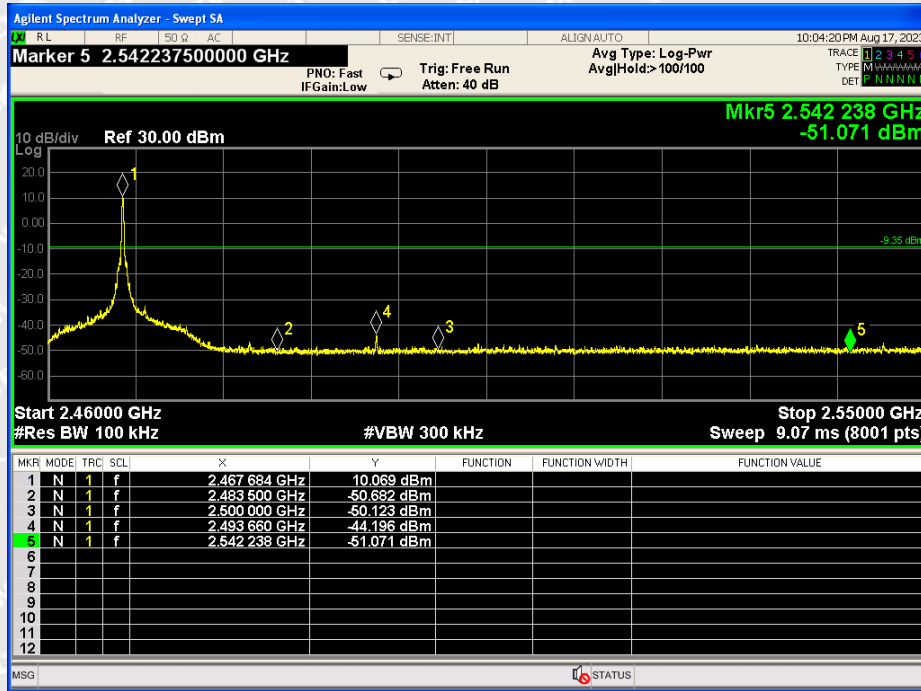 Agilent Spectrum Analyzer - Swept SA
LXI RL RF 50 Ω AC SENSE:INT ALIGN AUTO 10:04:20 PM Aug 17, 2023
Marker 5 2.542237500000 GHz
PNO: Fast
IFGain:Low
Trig: Free Run
Atten: 40 dB
Avg Type: Log-Pwr
Avg|Hold:>100/100
TRACE 1 2 3 4 5
TYPE M
DET P N N N N
Mkr5 2.542 238 GHz
-51.071 dBm
10 dB/div Ref 30.00 dBm
Log
20.0
10.0
0.00
-10.0
-20.0
-30.0
-40.0
-50.0
-60.0
-9.35 dBm
1
2
4
3
5
Start 2.46000 GHz Stop 2.55000 GHz
#Res BW 100 kHz #VBW 300 kHz Sweep 9.07 ms (8001 pts)
MKR MODE TRC SCL X Y FUNCTION FUNCTION WIDTH FUNCTION VALUE
1 N 1 f 2.467 684 GHz 10.069 dBm
2 N 1 f 2.483 500 GHz -50.682 dBm
3 N 1 f 2.500 000 GHz -50.123 dBm
4 N 1 f 2.493 660 GHz -44.196 dBm
5 N 1 f 2.542 238 GHz -51.071 dBm
6
7
8
9
10
11
12
MSG STATUS